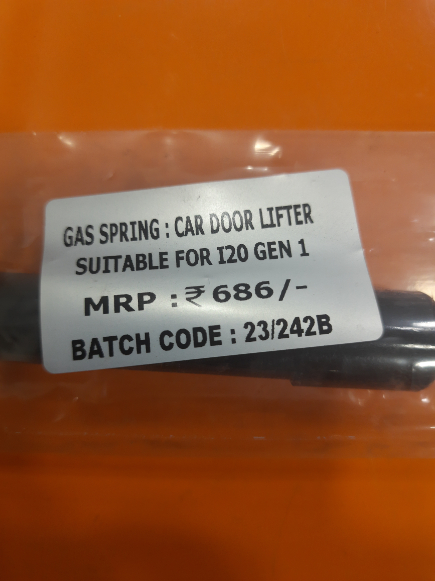 GAS SPRING : CAR DOOR LIFTER
SUITABLE FOR I20 GEN 1
MRP : ₹ 686/-
BATCH CODE : 23/242B